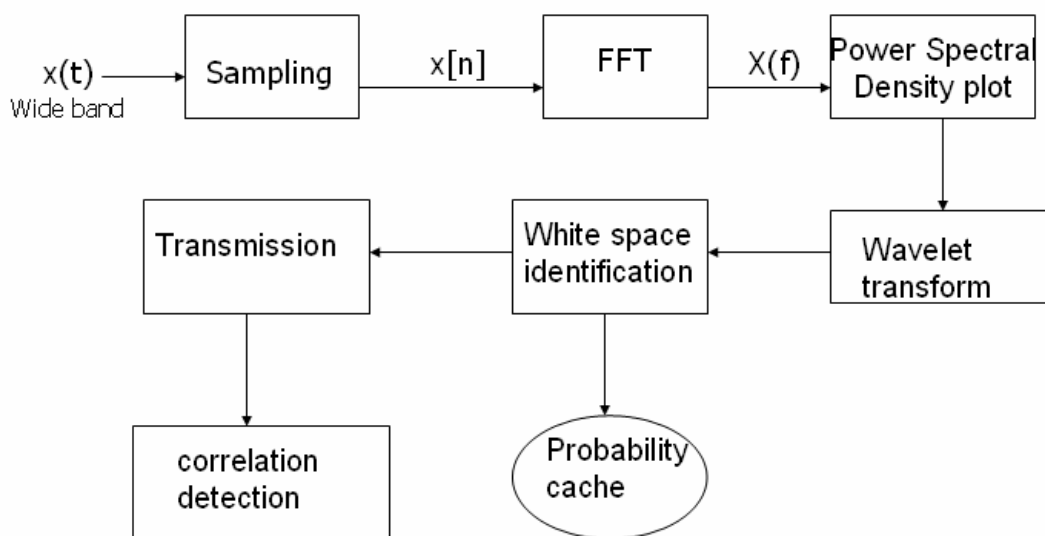 x(t)
Wide band
Sampling
x[n]
FFT
X(f)
Power Spectral
Density plot
Transmission
White space
identification
Wavelet
transform
correlation
detection
Probability
cache